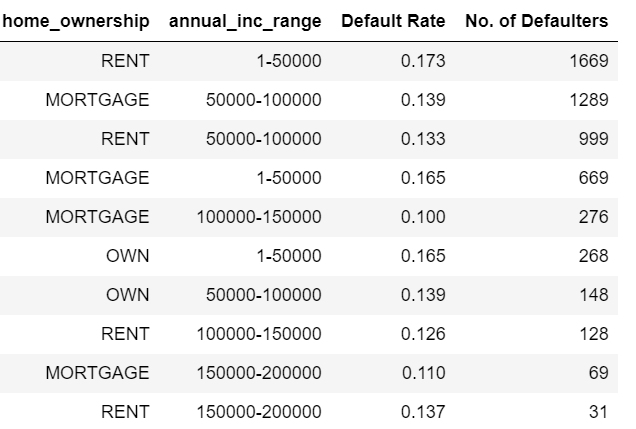 home_ownership annual_inc_range Default Rate No. of Defaulters
RENT 1-50000 0.173 1669
MORTGAGE 50000-100000 0.139 1289
RENT 50000-100000 0.133 999
MORTGAGE 1-50000 0.165 669
MORTGAGE 100000-150000 0.100 276
OWN 1-50000 0.165 268
OWN 50000-100000 0.139 148
RENT 100000-150000 0.126 128
MORTGAGE 150000-200000 0.110 69
RENT 150000-200000 0.137 31